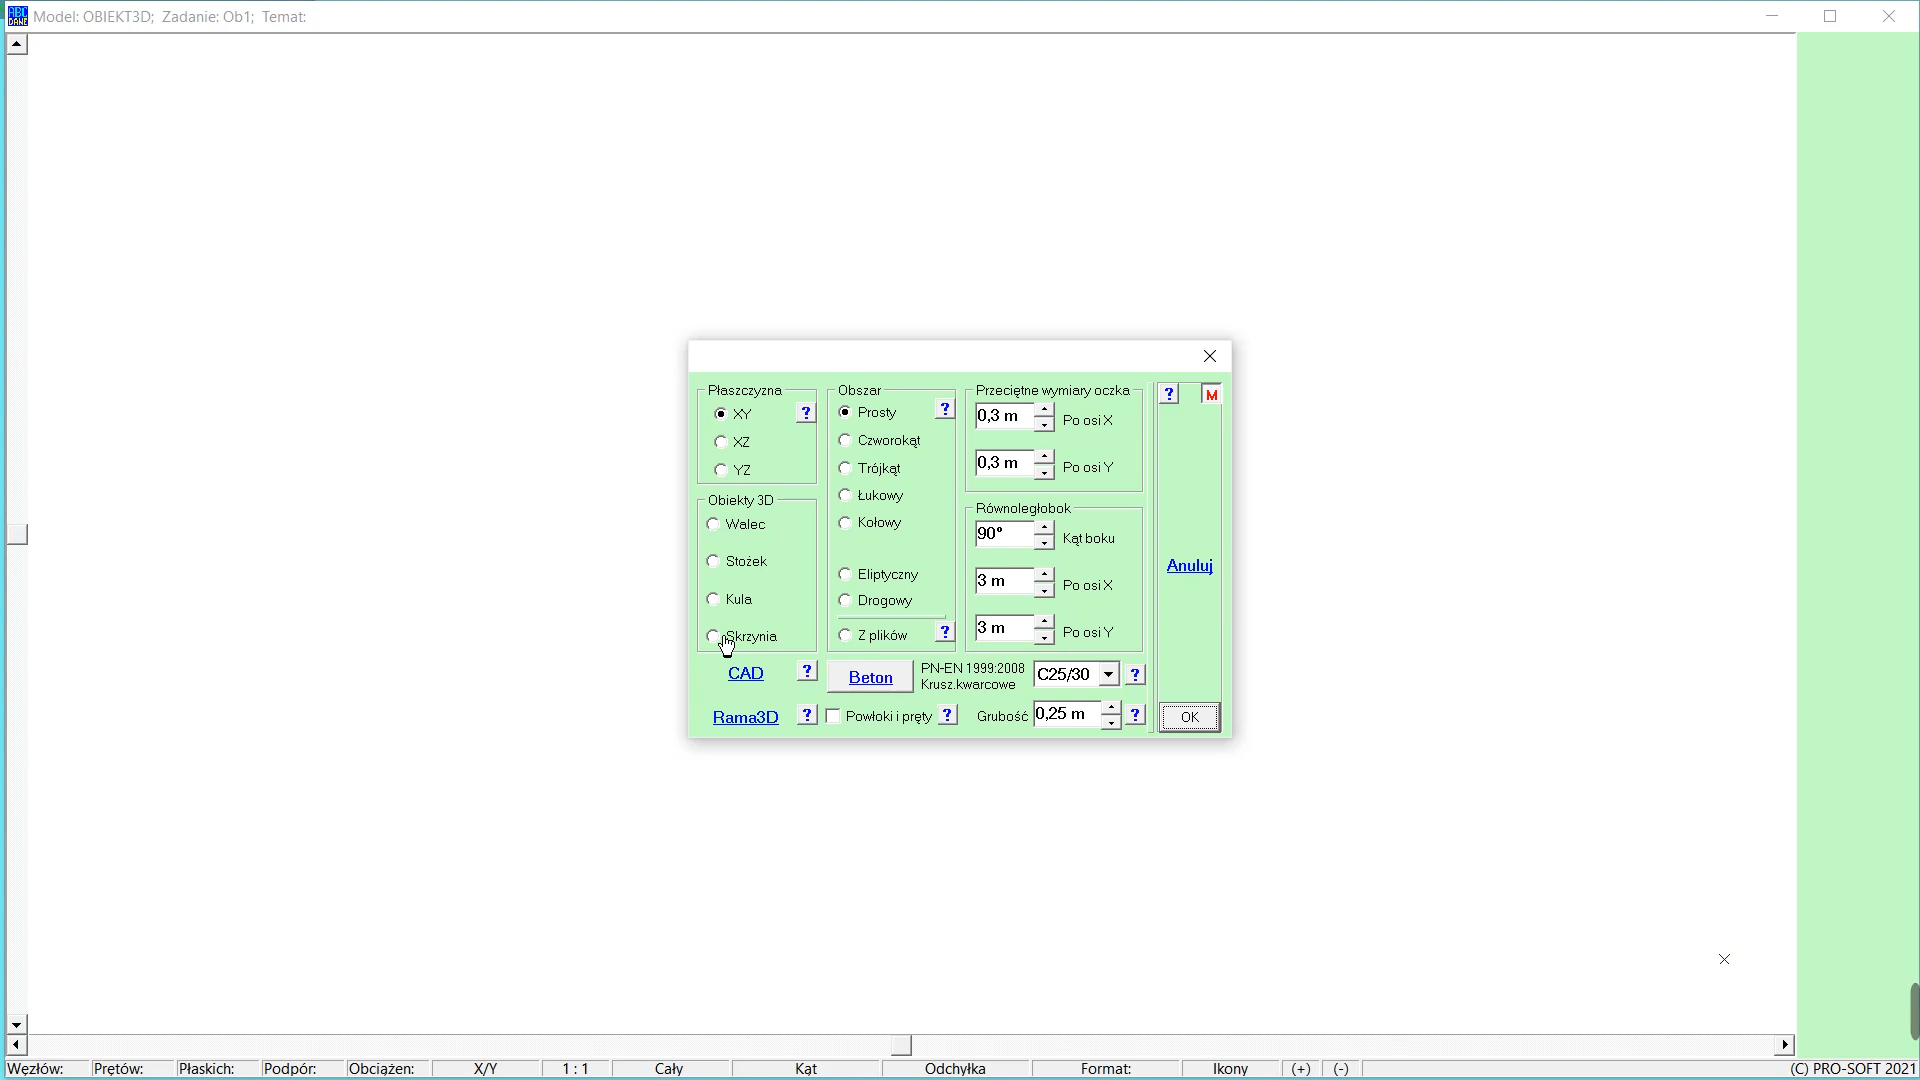 ABC DANE Model: OBIEKT3D; Zadanie: Ob1; Temat:
Płaszczyzna
XY ?
XZ
YZ
Obiekty 3D
Walec
Stożek
Kula
Skrzynia
CAD ?
Rama3D ?
Obszar
Prosty ?
Czworokąt
Trójkąt
Łukowy
Kołowy
Eliptyczny
Drogowy
Z plików ?
Przeciętne wymiary oczka
0,3 m Po osi X
0,3 m Po osi Y
Równoległobok
90° Kąt boku
3 m Po osi X
3 m Po osi Y
Beton PN-EN 1999:2008 C25/30 ?
Krusz.kwarcowe
Powłoki i pręty ? Grubość 0,25 m ?
? M
Anuluj
OK
Węzłów: Prętów: Płaskich: Podpór: Obciążen: X/Y 1 : 1 Cały Kąt Odchyłka Format: Ikony (+) (-) (C) PRO-SOFT 2021